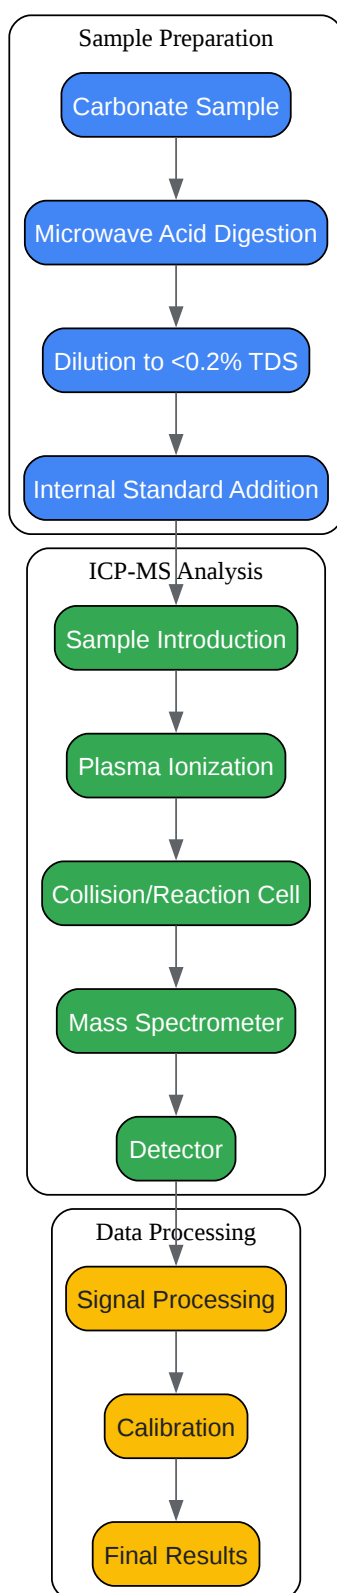 Sample Preparation
Carbonate Sample
Microwave Acid Digestion
Dilution to <0.2% TDS
Internal Standard Addition
ICP-MS Analysis
Sample Introduction
Plasma Ionization
Collision/Reaction Cell
Mass Spectrometer
Detector
Data Processing
Signal Processing
Calibration
Final Results